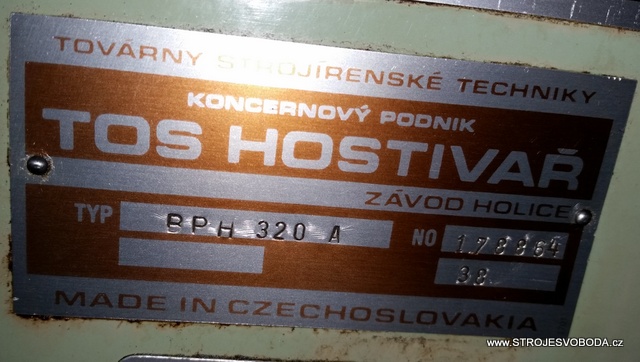 TOVÁRNY STROJÍRENSKÉ TECHNIKY
KONCERNOVÝ PODNIK
TOS HOSTIVAŘ
ZÁVOD HOLICE
TYP BPH 320 A NO 178864
38
MADE IN CZECHOSLOVAKIA
www.STROJESVOBODA.cz